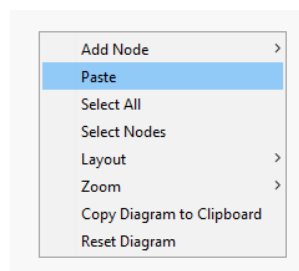 Add Node
Paste
Select All
Select Nodes
Layout
Zoom
Copy Diagram to Clipboard
Reset Diagram